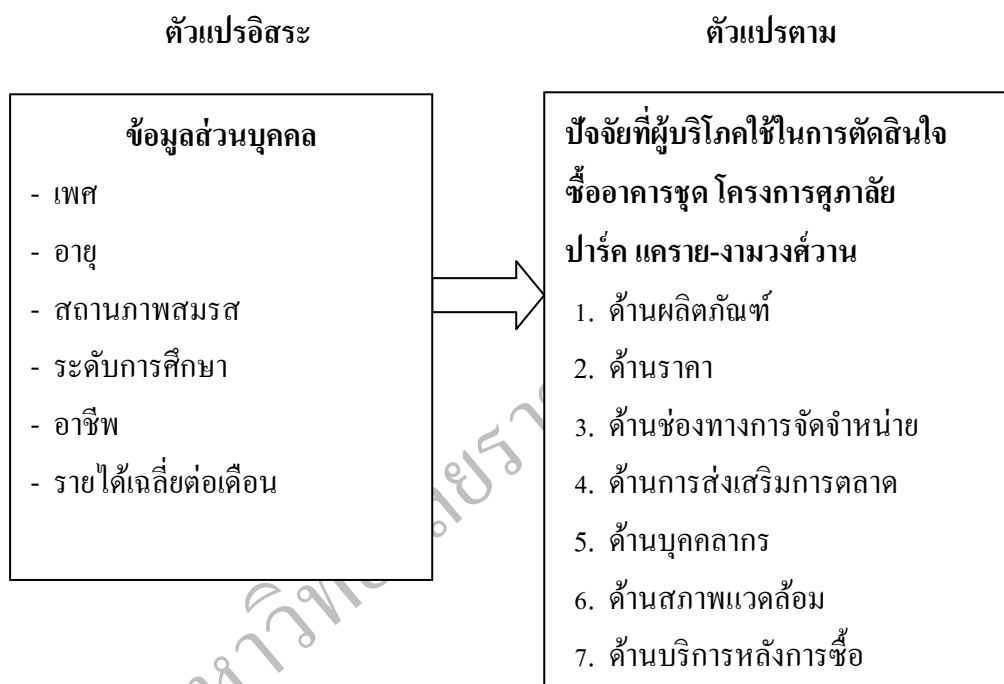 ตัวแปรอิสระ
ตัวแปรตาม
ข้อมูลส่วนบุคคล
- เพศ
- อายุ
- สถานภาพสมรส
- ระดับการศึกษา
- อาชีพ
- รายได้เฉลี่ยต่อเดือน
ปัจจัยที่ผู้บริโภคใช้ในการตัดสินใจ
ซื้ออาคารชุด โครงการศุภาลัย
ปาร์ค แคราย-งามวงศ์วาน
1. ด้านผลิตภัณฑ์
2. ด้านราคา
3. ด้านช่องทางการจัดจำหน่าย
4. ด้านการส่งเสริมการตลาด
5. ด้านบุคคลากร
6. ด้านสภาพแวดล้อม
7. ด้านบริการหลังการซื้อ